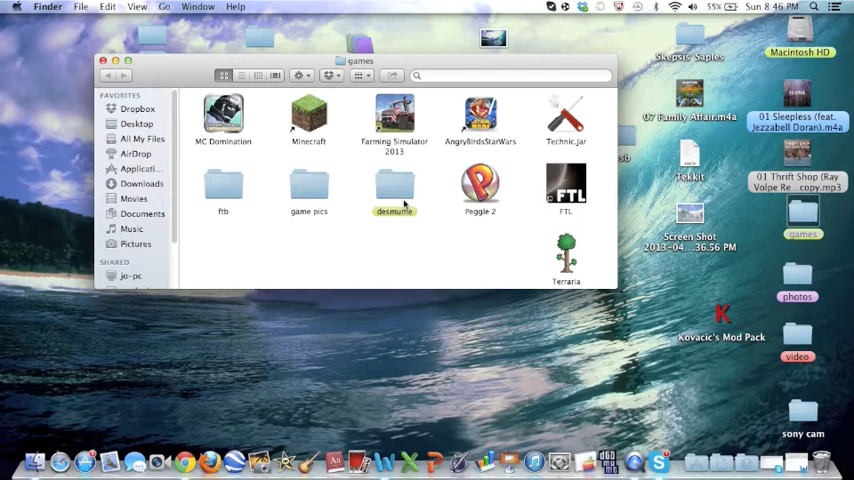 Finder File Edit View Go Window Help
55% Sun 8:46 PM
games
FAVORITES
Dropbox
Desktop
All My Files
AirDrop
Applicati...
Downloads
Movies
Documents
Music
Pictures
SHARED
jo-pc
MC Domination
Minecraft
Farming Simulator
2013
AngryBirdsStarWars
Technic.jar
ftb
game pics
desmume
Peggle 2
FTL
FTL
Terraria
Skepsis' Saples
Macintosh HD
07 Family Affair.m4a
01 Sleepless (feat.
Jezzabell Doran).m4a
Tekkit
01 Thrift Shop (Ray
Volpe Re...copy.mp3
Screen Shot
2013-04...36.56 PM
games
photos
K
Kovacic's Mod Pack
video
sony cam